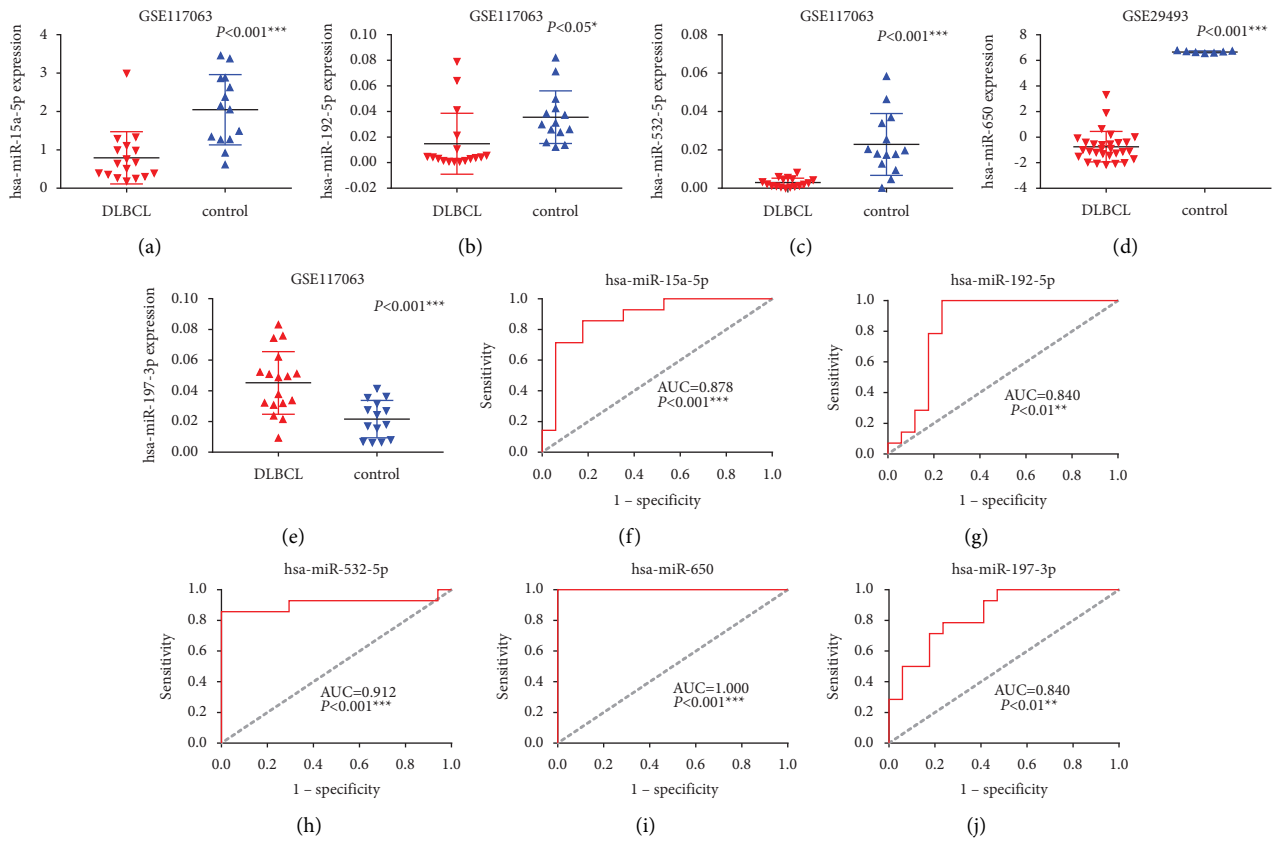 GSE117063
P<0.001***
hsa-miR-15a-5p expression
4
3
2
1
0
DLBCL
control
(a)
GSE117063
P<0.05*
hsa-miR-192-5p expression
0.10
0.08
0.06
0.04
0.02
0.00
-0.02
DLBCL
control
(b)
GSE117063
P<0.001***
hsa-miR-532-5p expression
0.08
0.06
0.04
0.02
0.00
DLBCL
control
(c)
GSE29493
P<0.001***
hsa-miR-650 expression
8
6
4
2
0
-2
-4
DLBCL
control
(d)
GSE117063
P<0.001***
hsa-miR-197-3p expression
0.10
0.08
0.06
0.04
0.02
0.00
DLBCL
control
(e)
hsa-miR-15a-5p
Sensitivity
1.0
0.8
0.6
0.4
0.2
0.0
AUC=0.878
P<0.001***
0.0 0.2 0.4 0.6 0.8 1.0
1 – specificity
(f)
hsa-miR-192-5p
Sensitivity
1.0
0.8
0.6
0.4
0.2
0.0
AUC=0.840
P<0.01**
0.0 0.2 0.4 0.6 0.8 1.0
1 – specificity
(g)
hsa-miR-532-5p
Sensitivity
1.0
0.8
0.6
0.4
0.2
0.0
AUC=0.912
P<0.001***
0.0 0.2 0.4 0.6 0.8 1.0
1 – specificity
(h)
hsa-miR-650
Sensitivity
1.0
0.8
0.6
0.4
0.2
0.0
AUC=1.000
P<0.001***
0.0 0.2 0.4 0.6 0.8 1.0
1 – specificity
(i)
hsa-miR-197-3p
Sensitivity
1.0
0.8
0.6
0.4
0.2
0.0
AUC=0.840
P<0.01**
0.0 0.2 0.4 0.6 0.8 1.0
1 – specificity
(j)